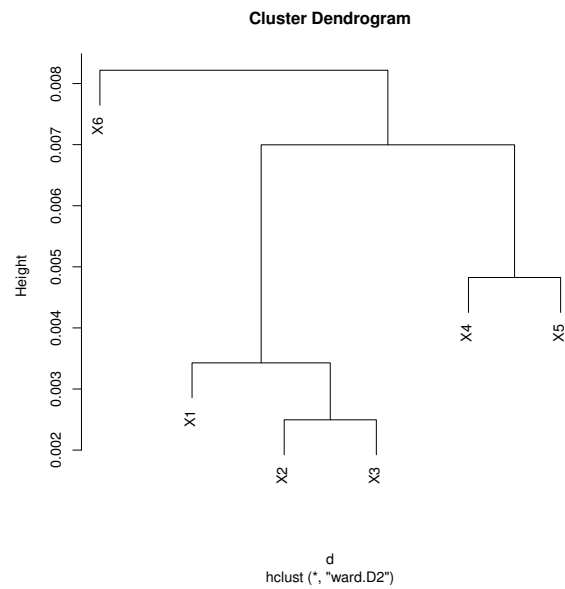 Cluster Dendrogram
Height
0.008
0.007
0.006
0.005
0.004
0.003
0.002
X6
X1
X2
X3
X4
X5
d
hclust (*, "ward.D2")